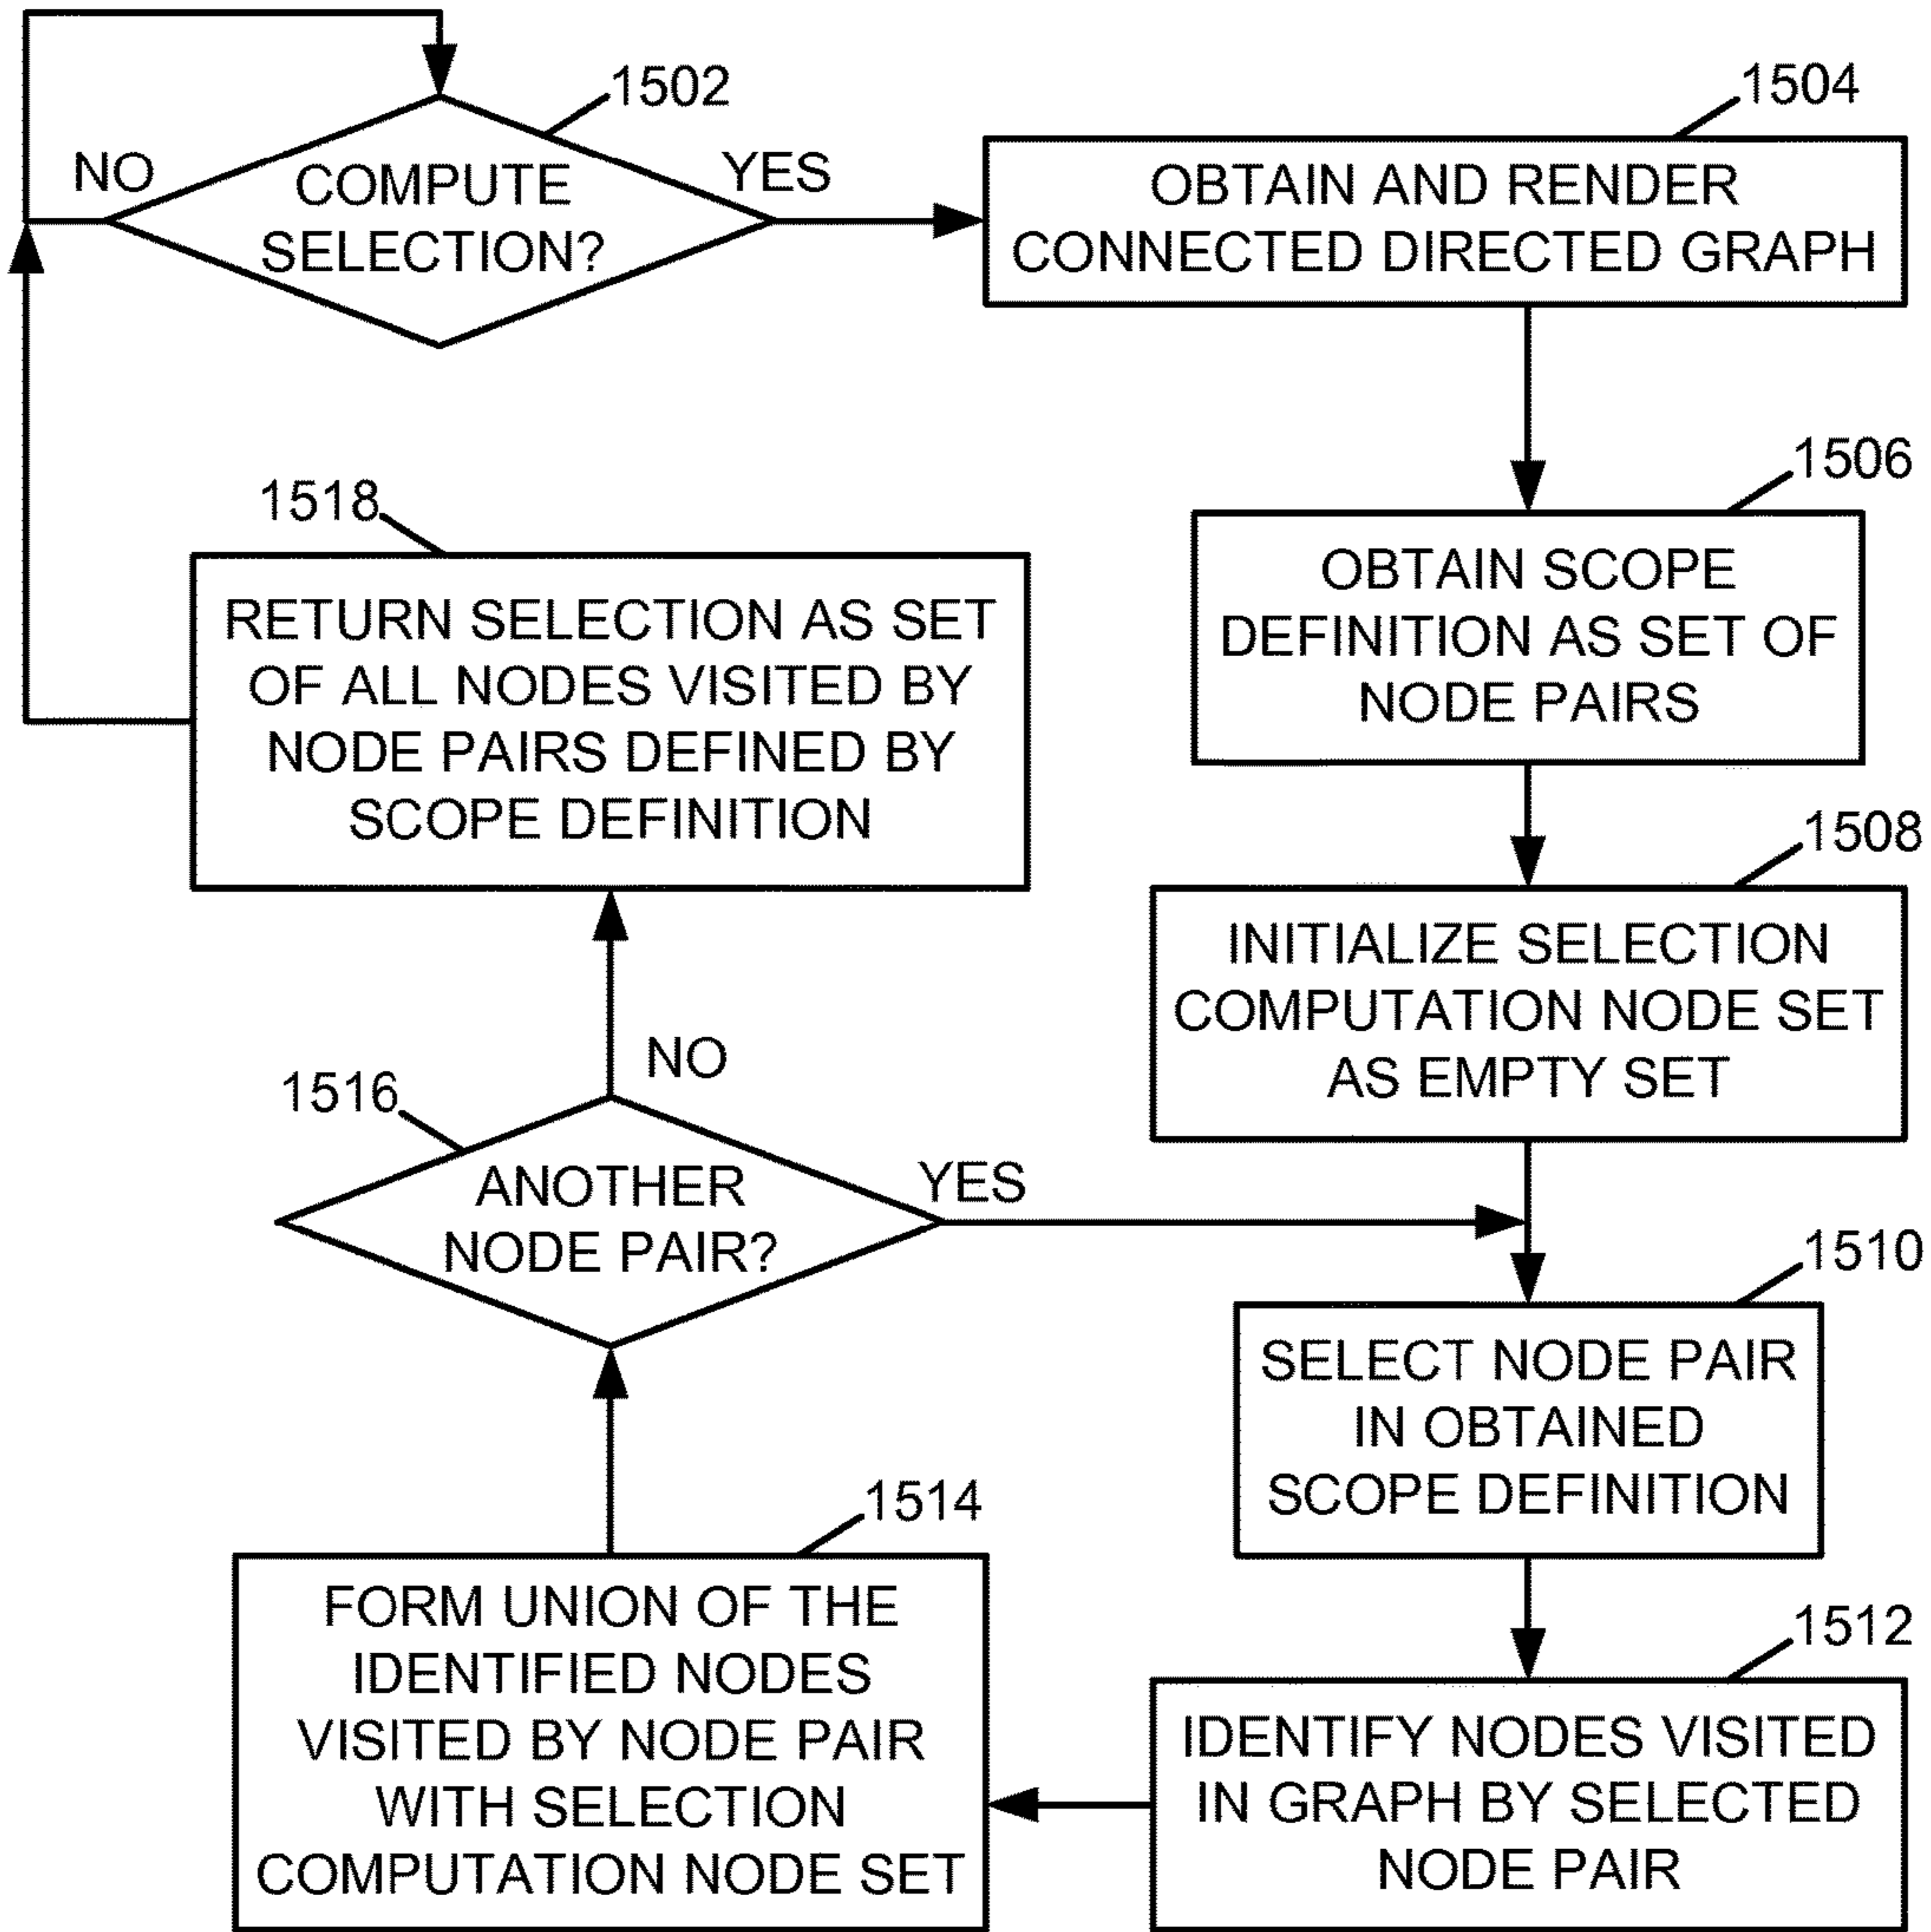 1502
NO
COMPUTE
SELECTION?
YES
1504
OBTAIN AND RENDER
CONNECTED DIRECTED GRAPH
1506
OBTAIN SCOPE
DEFINITION AS SET OF
NODE PAIRS
1508
INITIALIZE SELECTION
COMPUTATION NODE SET
AS EMPTY SET
1510
SELECT NODE PAIR
IN OBTAINED
SCOPE DEFINITION
1512
IDENTIFY NODES VISITED
IN GRAPH BY SELECTED
NODE PAIR
1514
FORM UNION OF THE
IDENTIFIED NODES
VISITED BY NODE PAIR
WITH SELECTION
COMPUTATION NODE SET
1516
ANOTHER
NODE PAIR?
YES
NO
1518
RETURN SELECTION AS SET
OF ALL NODES VISITED BY
NODE PAIRS DEFINED BY
SCOPE DEFINITION